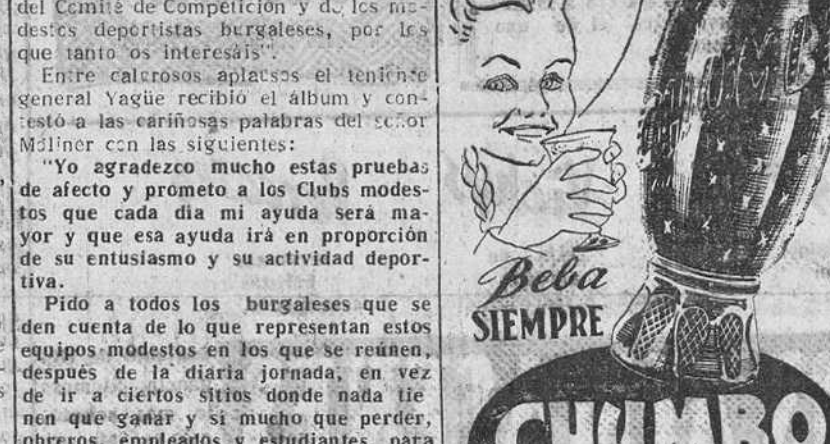 del Comité de Competición y de los mo-
destos deportistas burgaleses, por los
que tanto os interesáis".
Entre calurosos aplausos el teniente
general Yagüe recibió el álbum y con-
testó a las cariñosas palabras del señor
Moliner con las siguientes:
"Yo agradezco mucho estas pruebas
de afecto y prometo a los Clubs modes-
tos que cada dia mi ayuda será ma-
yor y que esa ayuda irá en proporción
de su entusiasmo y su actividad depor-
tiva.
Pido a todos los burgaleses que se
den cuenta de lo que representan estos
equipos modestos en los que se reúnen,
después de la diaria jornada, en vez
de ir a ciertos sitios donde nada tie
nen que ganar y si mucho que perder,
obreros, empleados y estudiantes para
Beba
SIEMPRE
CHUMBO